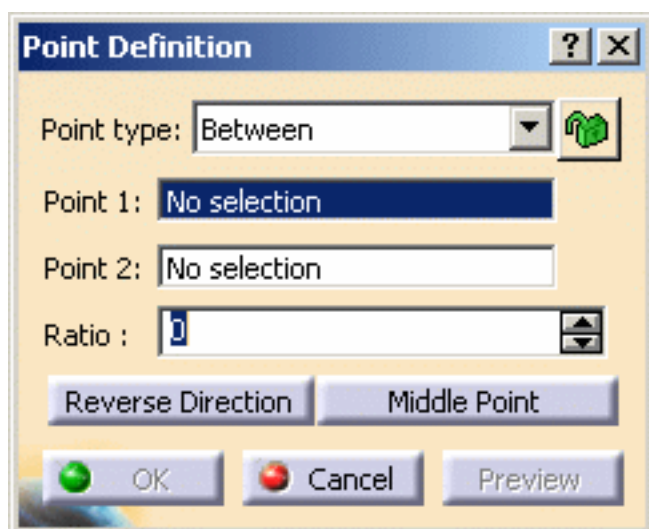 Point Definition ? X
Point type: Between
Point 1: No selection
Point 2: No selection
Ratio : 0
Reverse Direction Middle Point
OK Cancel Preview